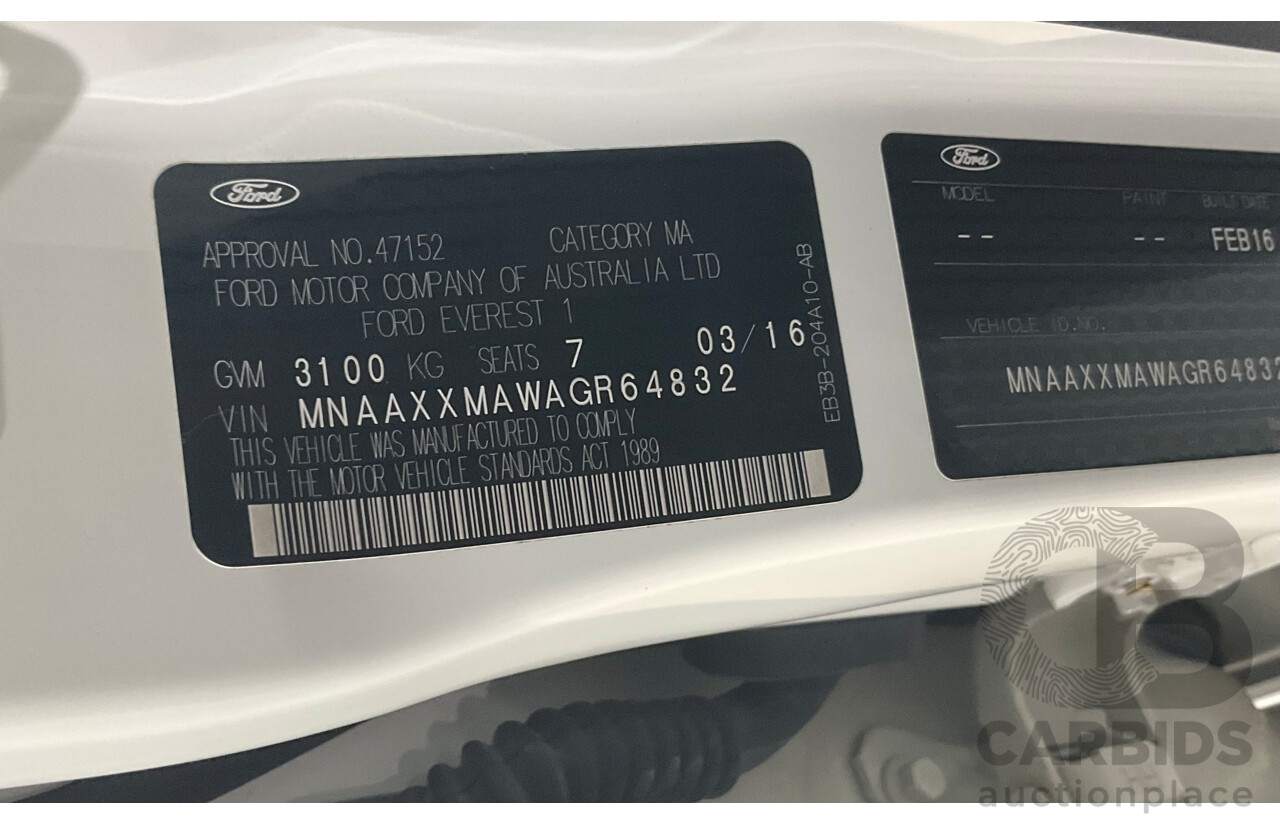 Ford
APPROVAL NO.47152 CATEGORY MA
FORD MOTOR COMPANY OF AUSTRALIA LTD
FORD EVEREST 1
GVM 3100 KG SEATS 7 03/16
VIN MNAAXXMAWAGR64832
THIS VEHICLE WAS MANUFACTURED TO COMPLY
WITH THE MOTOR VEHICLE STANDARDS ACT 1989
EB3B-204A10-AB
Ford
MODEL PAINT BUILD DATE
-- -- FEB16
VEHICLE ID.NO.
MNAAXXMAWAGR64832
CB
CARBIDS
auctionplace